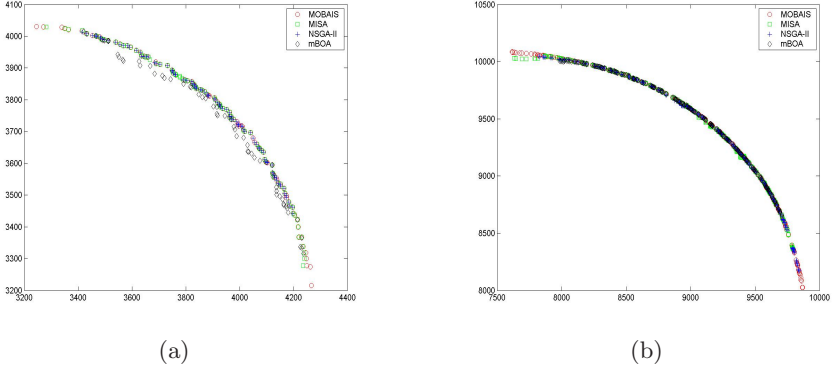 4100
4000
3900
3800
3700
3600
3500
3400
3300
3200
3200 3400 3600 3800 4000 4200 4400
MOBAIS
MISA
NSGA-II
mBOA
(a)
10500
10000
9500
9000
8500
8000
7500 8000 8500 9000 9500 10000
MOBAIS
MISA
NSGA-II
mBOA
(b)